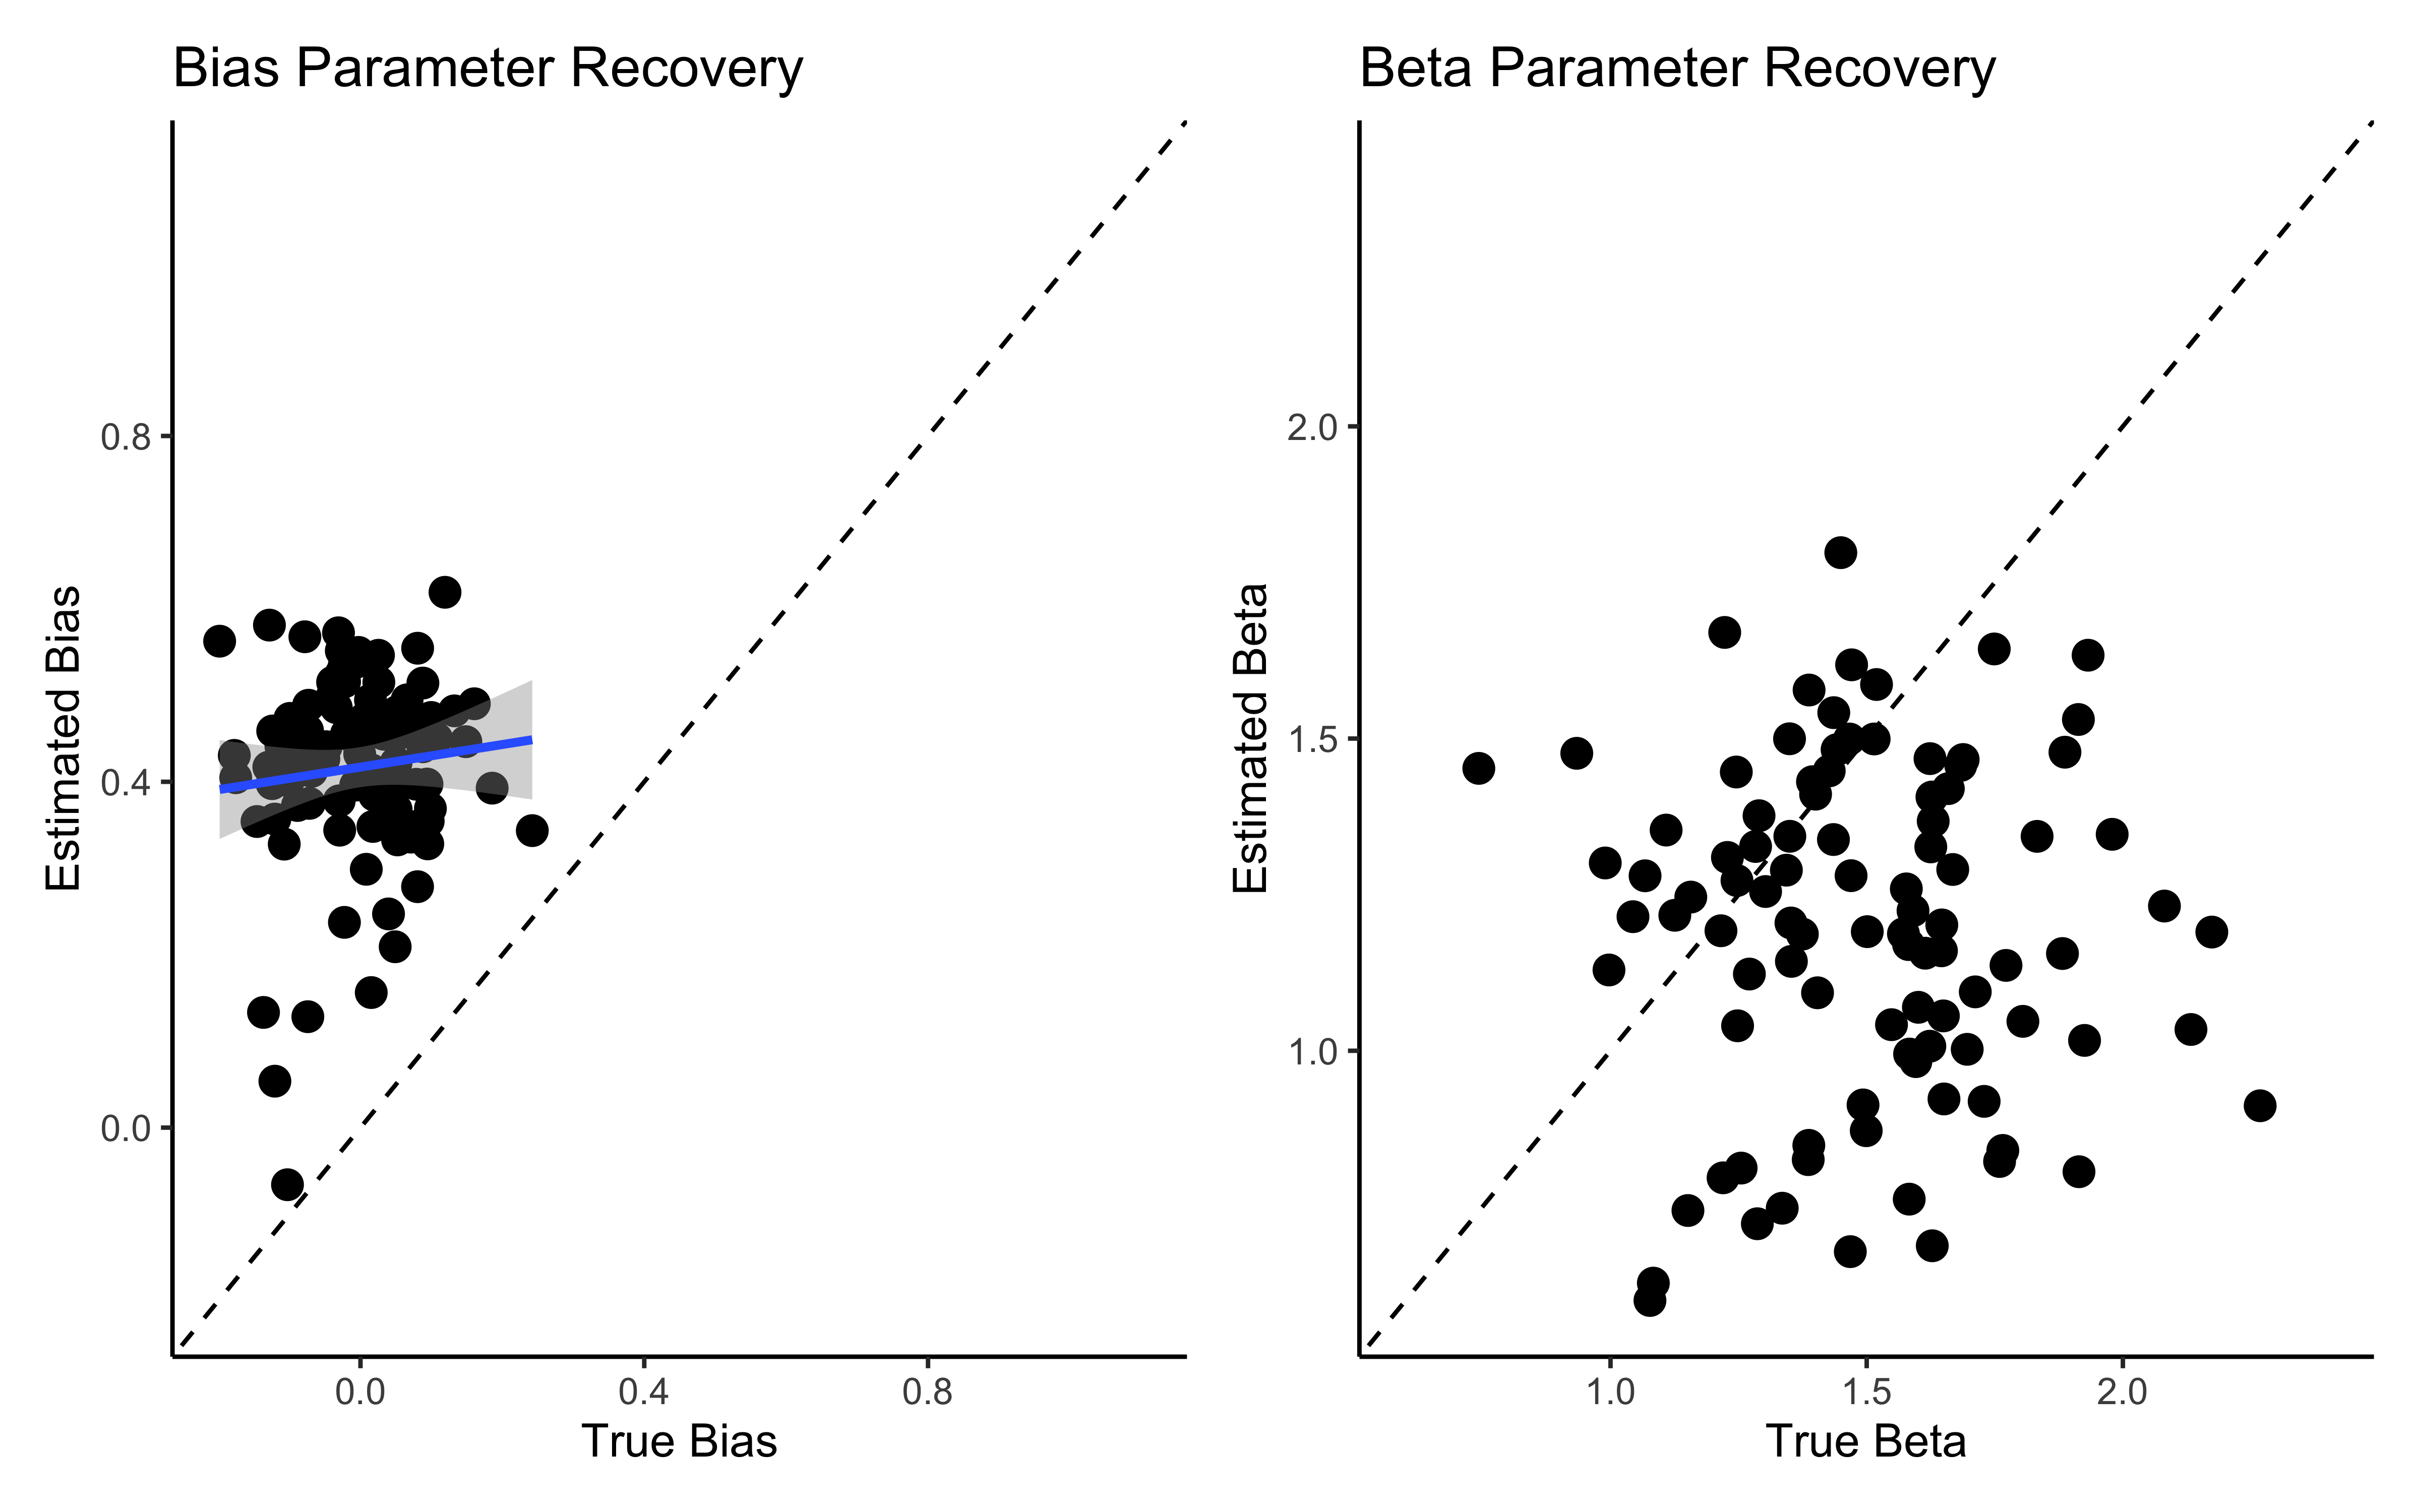 Bias Parameter Recovery
Estimated Bias
0.8
0.4
0.0
0.0 0.4 0.8
True Bias
Beta Parameter Recovery
Estimated Beta
2.0
1.5
1.0
1.0 1.5 2.0
True Beta